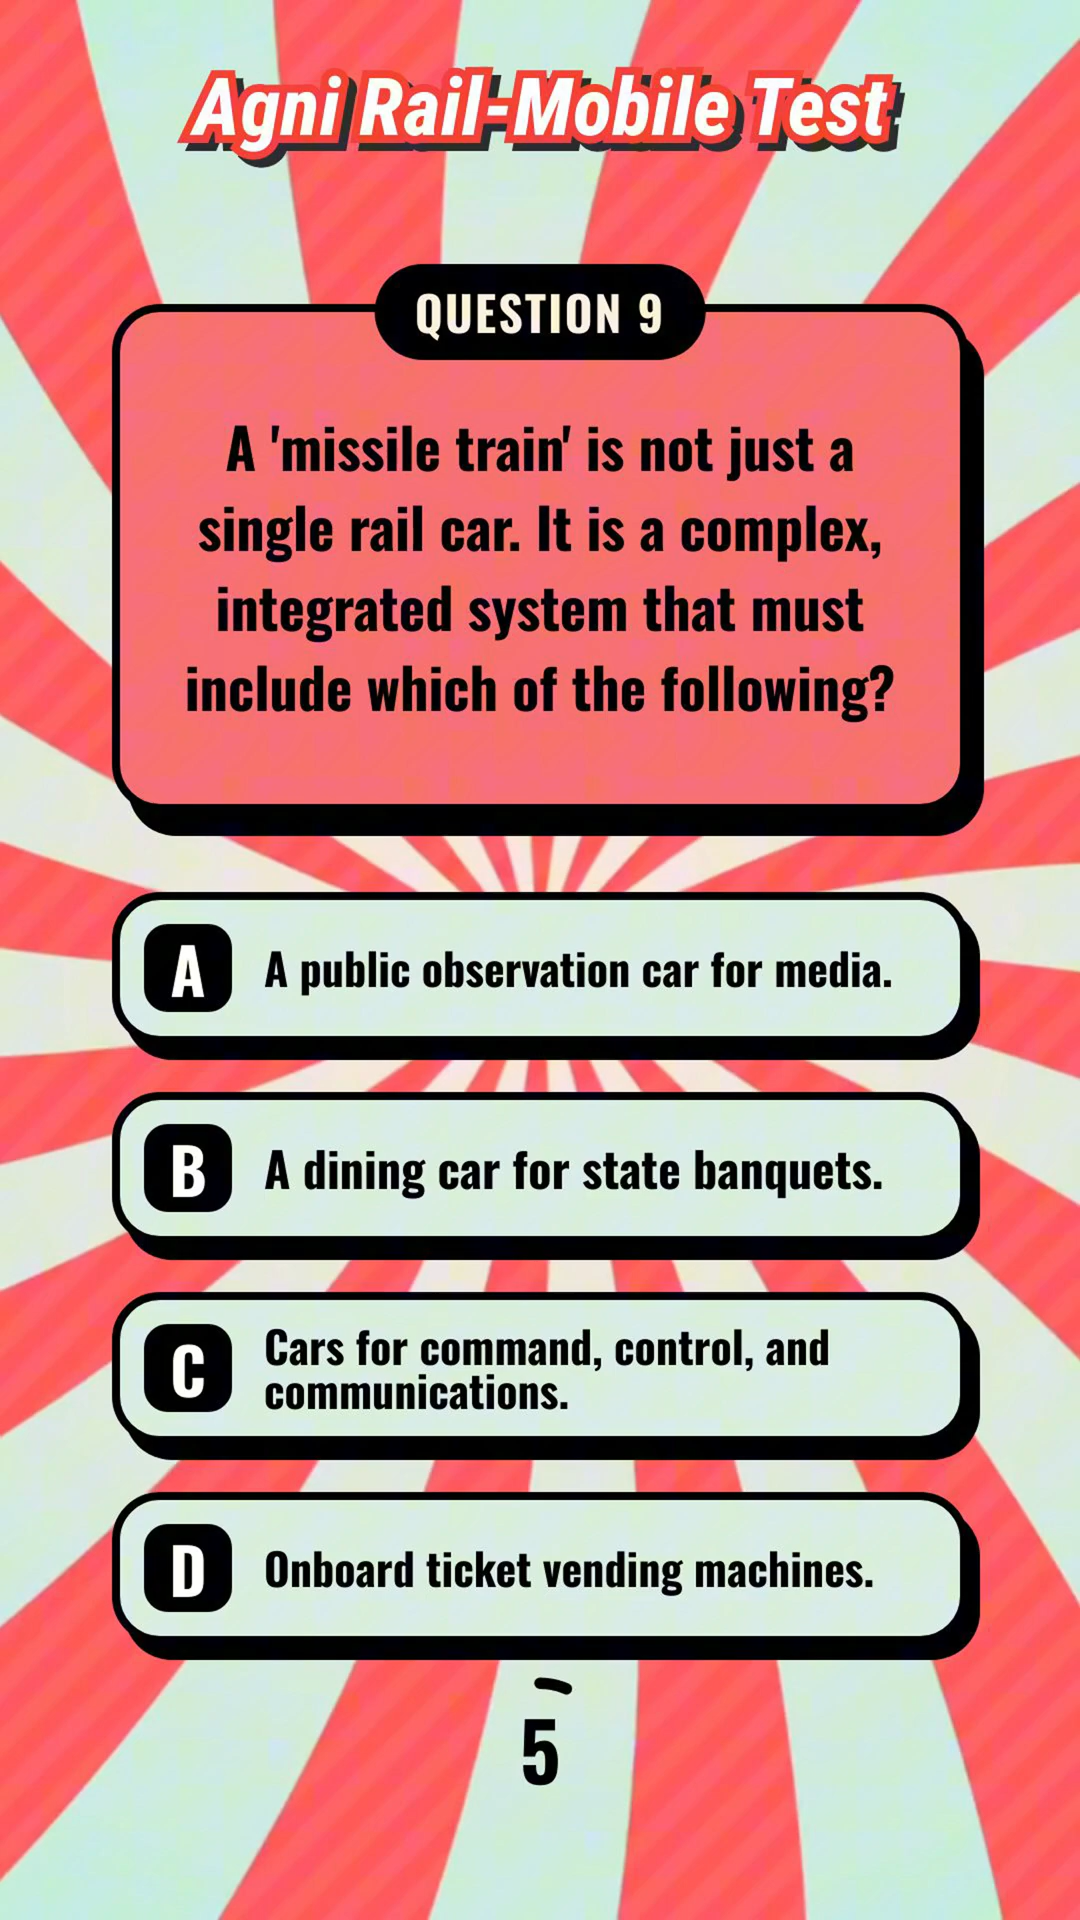 Agni Rail-Mobile Test
QUESTION 9
A 'missile train' is not just a
single rail car. It is a complex,
integrated system that must
include which of the following?
A
A public observation car for media.
B
A dining car for state banquets.
C
Cars for command, control, and
communications.
D
Onboard ticket vending machines.
5